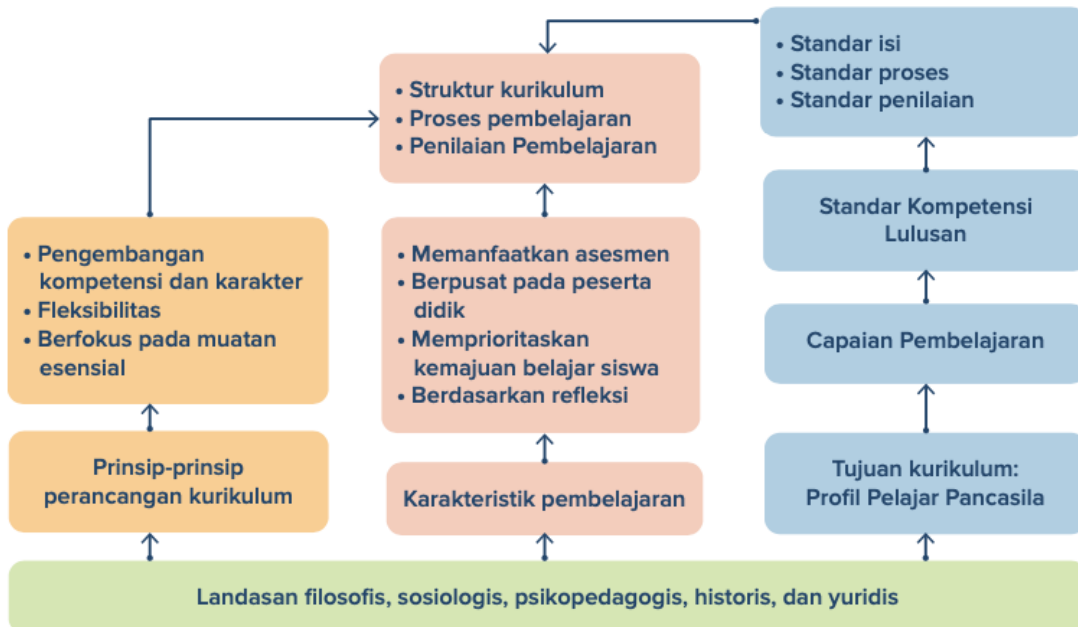 • Standar isi
• Standar proses
• Standar penilaian
• Struktur kurikulum
• Proses pembelajaran
• Penilaian Pembelajaran
Standar Kompetensi
Lulusan
• Pengembangan
kompetensi dan karakter
• Fleksibilitas
• Berfokus pada muatan
esensial
• Memanfaatkan asesmen
• Berpusat pada peserta
didik
• Memprioritaskan
kemajuan belajar siswa
• Berdasarkan refleksi
Capaian Pembelajaran
Prinsip-prinsip
perancangan kurikulum
Karakteristik pembelajaran
Tujuan kurikulum:
Profil Pelajar Pancasila
Landasan filosofis, sosiologis, psikopedagogis, historis, dan yuridis